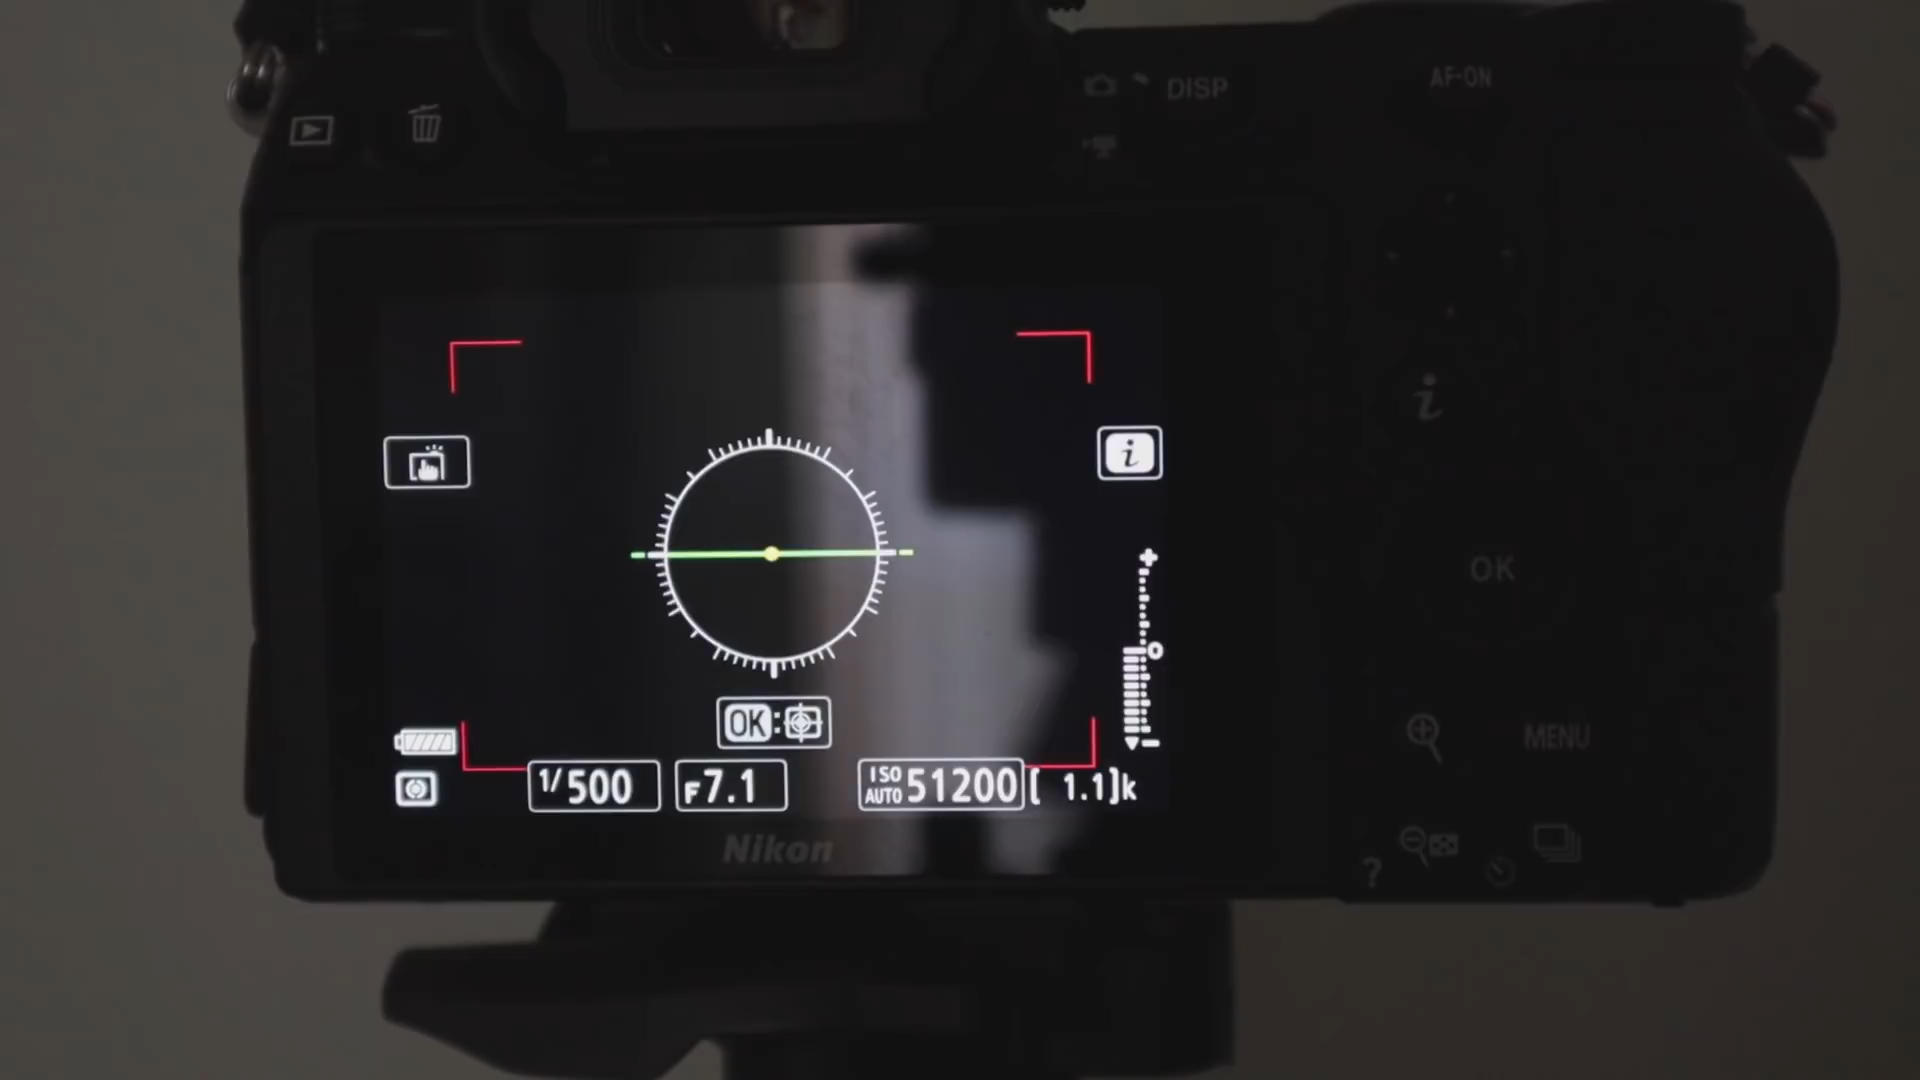 DISP
AF-ON
i
i
OK
OK:
MENU
1/500
F7.1
ISO AUTO 51200
[ 1.1]k
Nikon
?